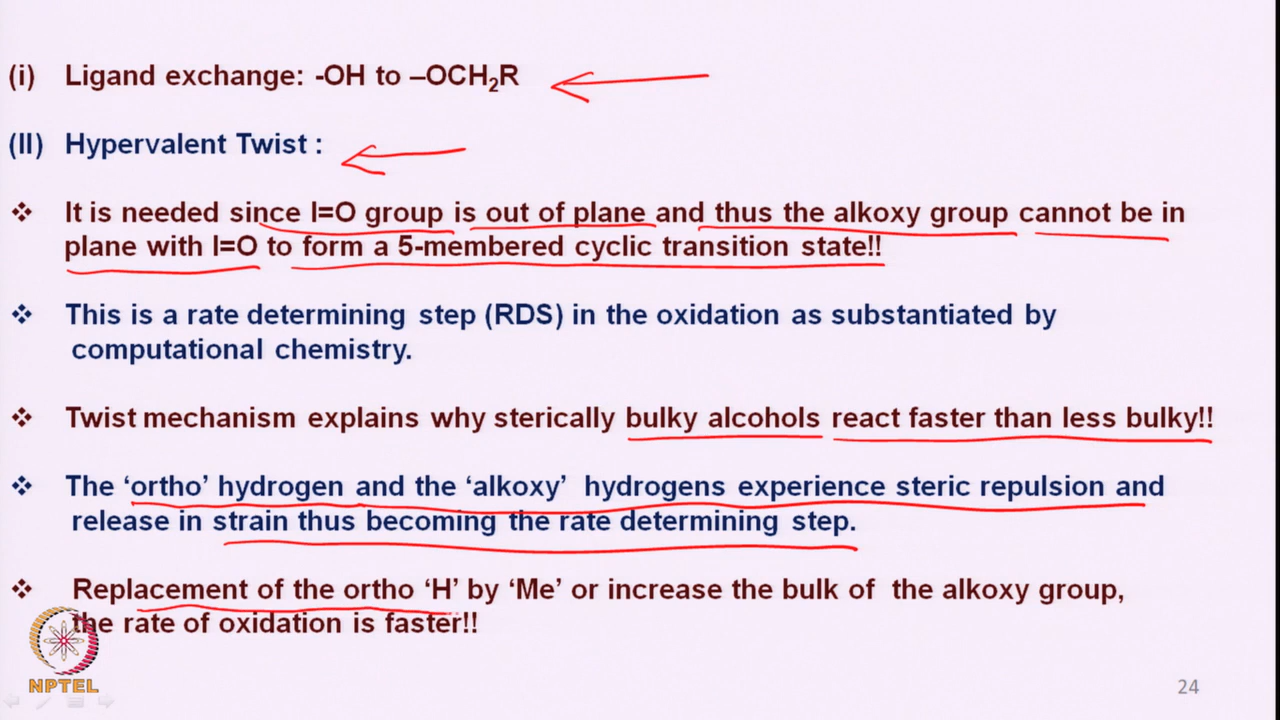 (i) Ligand exchange: -OH to –OCH₂R
(II) Hypervalent Twist :
❖ It is needed since I=O group is out of plane and thus the alkoxy group cannot be in
plane with I=O to form a 5-membered cyclic transition state!!
❖ This is a rate determining step (RDS) in the oxidation as substantiated by
computational chemistry.
❖ Twist mechanism explains why sterically bulky alcohols react faster than less bulky!!
❖ The ‘ortho’ hydrogen and the ‘alkoxy’ hydrogens experience steric repulsion and
release in strain thus becoming the rate determining step.
❖ Replacement of the ortho ‘H’ by ‘Me’ or increase the bulk of the alkoxy group,
the rate of oxidation is faster!!
NPTEL
24